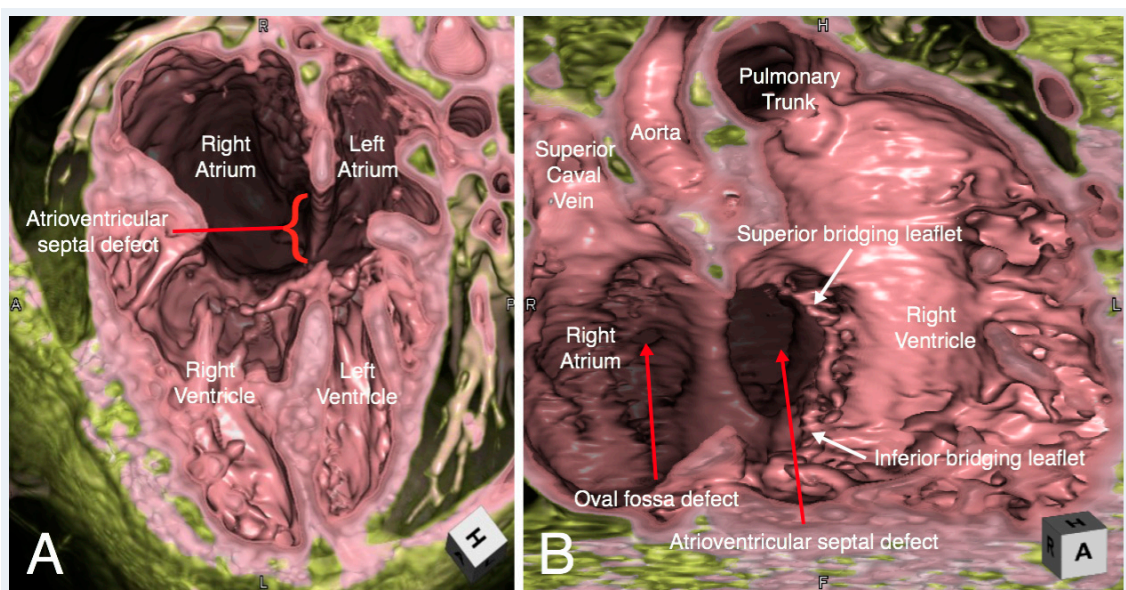 R
Right
Atrium
Left
Atrium
Atrioventricular
septal defect
A
P
Right
Ventricle
Left
Ventricle
H
A
L
H
Pulmonary
Trunk
Aorta
Superior
Caval
Vein
Superior bridging leaflet
R
L
Right
Atrium
Right
Ventricle
Inferior bridging leaflet
Oval fossa defect
Atrioventricular septal defect
B
F
H
R
A